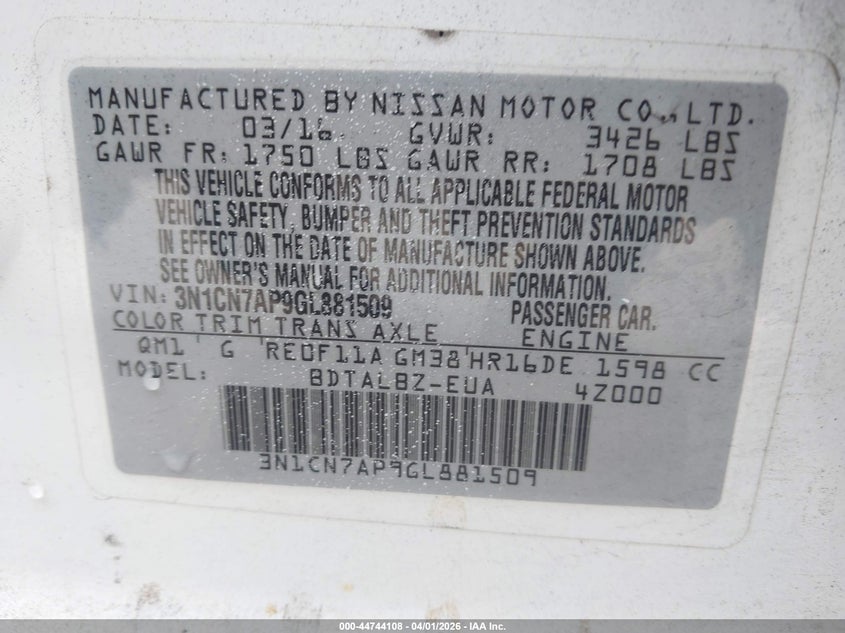 MANUFACTURED BY NISSAN MOTOR CO., LTD.
DATE: 03/16 GVWR: 3426 LBS
GAWR FR: 1750 LBS GAWR RR: 1708 LBS
THIS VEHICLE CONFORMS TO ALL APPLICABLE FEDERAL MOTOR
VEHICLE SAFETY, BUMPER AND THEFT PREVENTION STANDARDS
IN EFFECT ON THE DATE OF MANUFACTURE SHOWN ABOVE.
SEE OWNER'S MANUAL FOR ADDITIONAL INFORMATION.
VIN: 3N1CN7AP9GL881509 PASSENGER CAR.
COLOR TRIM TRANS AXLE ENGINE
QM1 G RE0F11A GM38 HR16DE 1598 CC
MODEL: BDTALBZ-EUA 4Z000
3N1CN7AP9GL881509
000-44744108 - 04/01/2026 - IAA Inc.